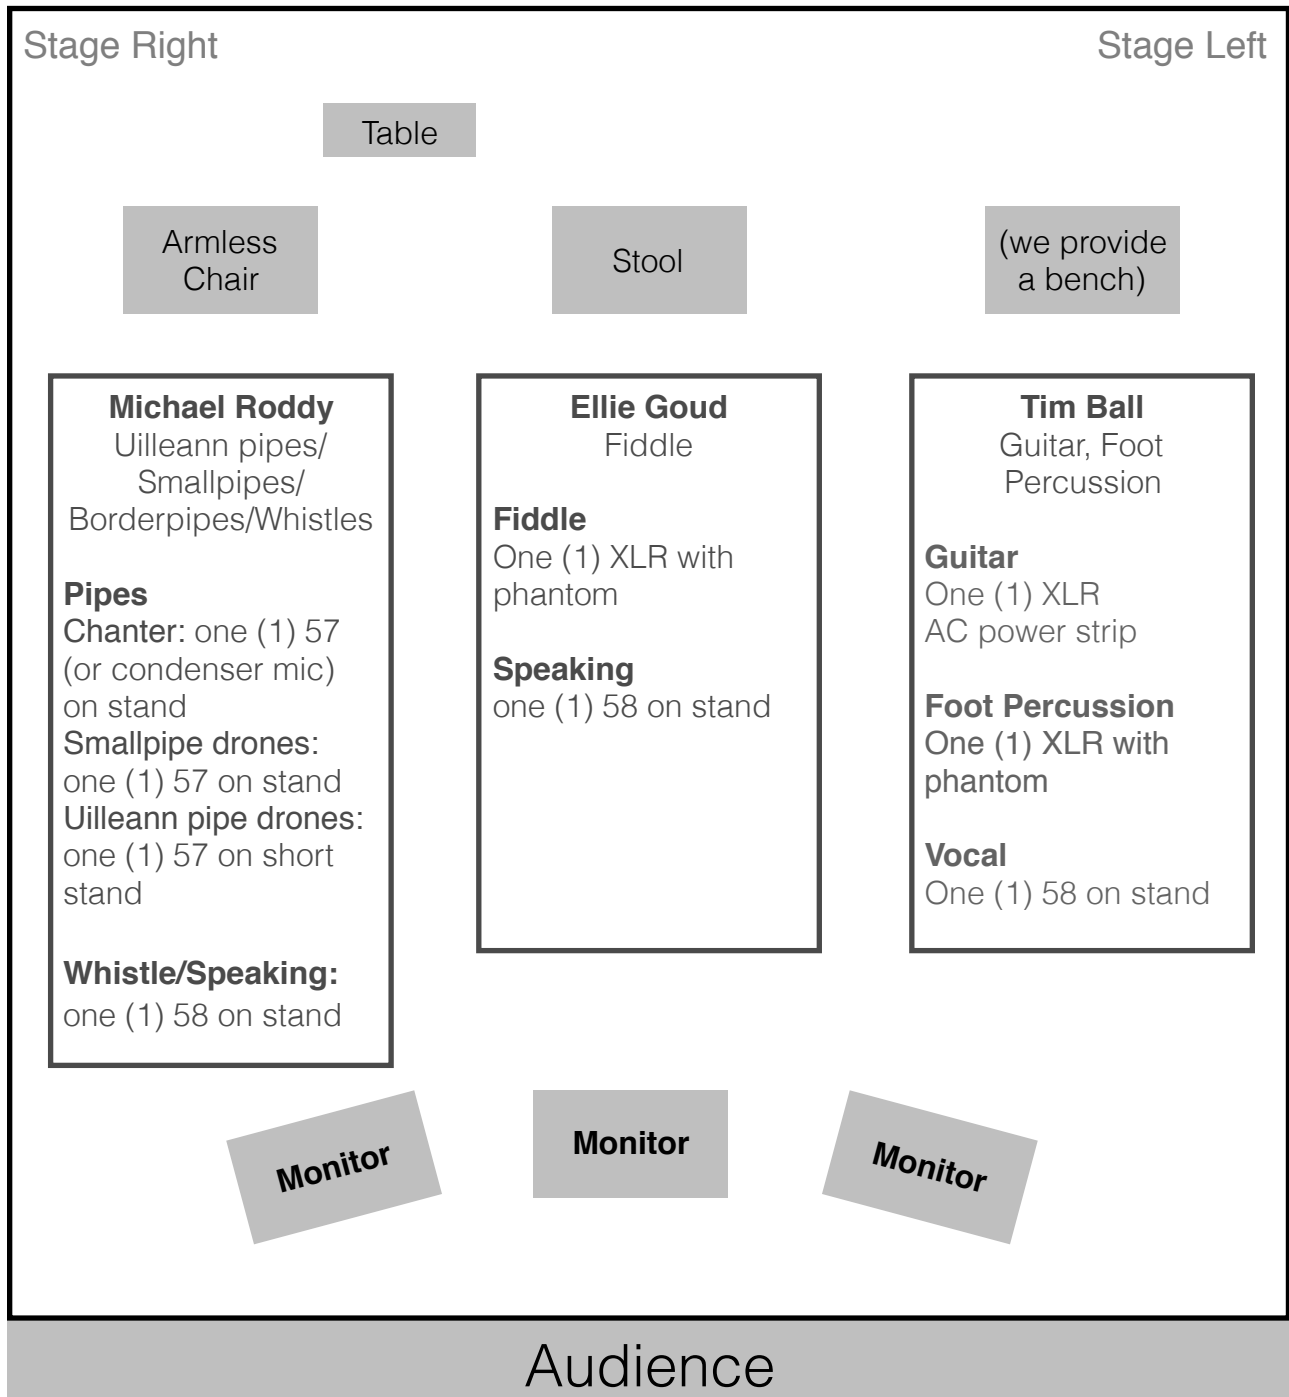 Stage Right
Stage Left
Table
Armless
Chair
Stool
(we provide
a bench)
Michael Roddy
Uilleann pipes/
Smallpipes/
Borderpipes/Whistles
Pipes
Chanter: one (1) 57
(or condenser mic)
on stand
Smallpipe drones:
one (1) 57 on stand
Uilleann pipe drones:
one (1) 57 on short
stand
Whistle/Speaking:
one (1) 58 on stand
Ellie Goud
Fiddle
Fiddle
One (1) XLR with
phantom
Speaking
one (1) 58 on stand
Tim Ball
Guitar, Foot
Percussion
Guitar
One (1) XLR
AC power strip
Foot Percussion
One (1) XLR with
phantom
Vocal
One (1) 58 on stand
Monitor
Monitor
Monitor
Audience